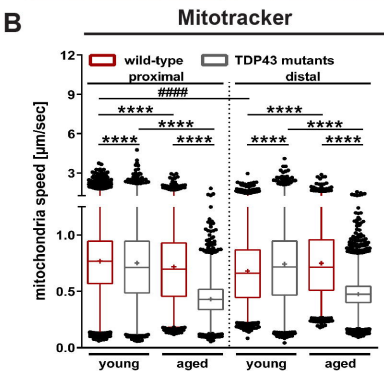 B
Mitotracker
wild-type TDP43 mutants
proximal distal
####
**** ****
**** ****
**** **** **** ****
mitochondria speed [µm/sec]
12
9
6
3
1.0
0.5
0.0
young aged young aged